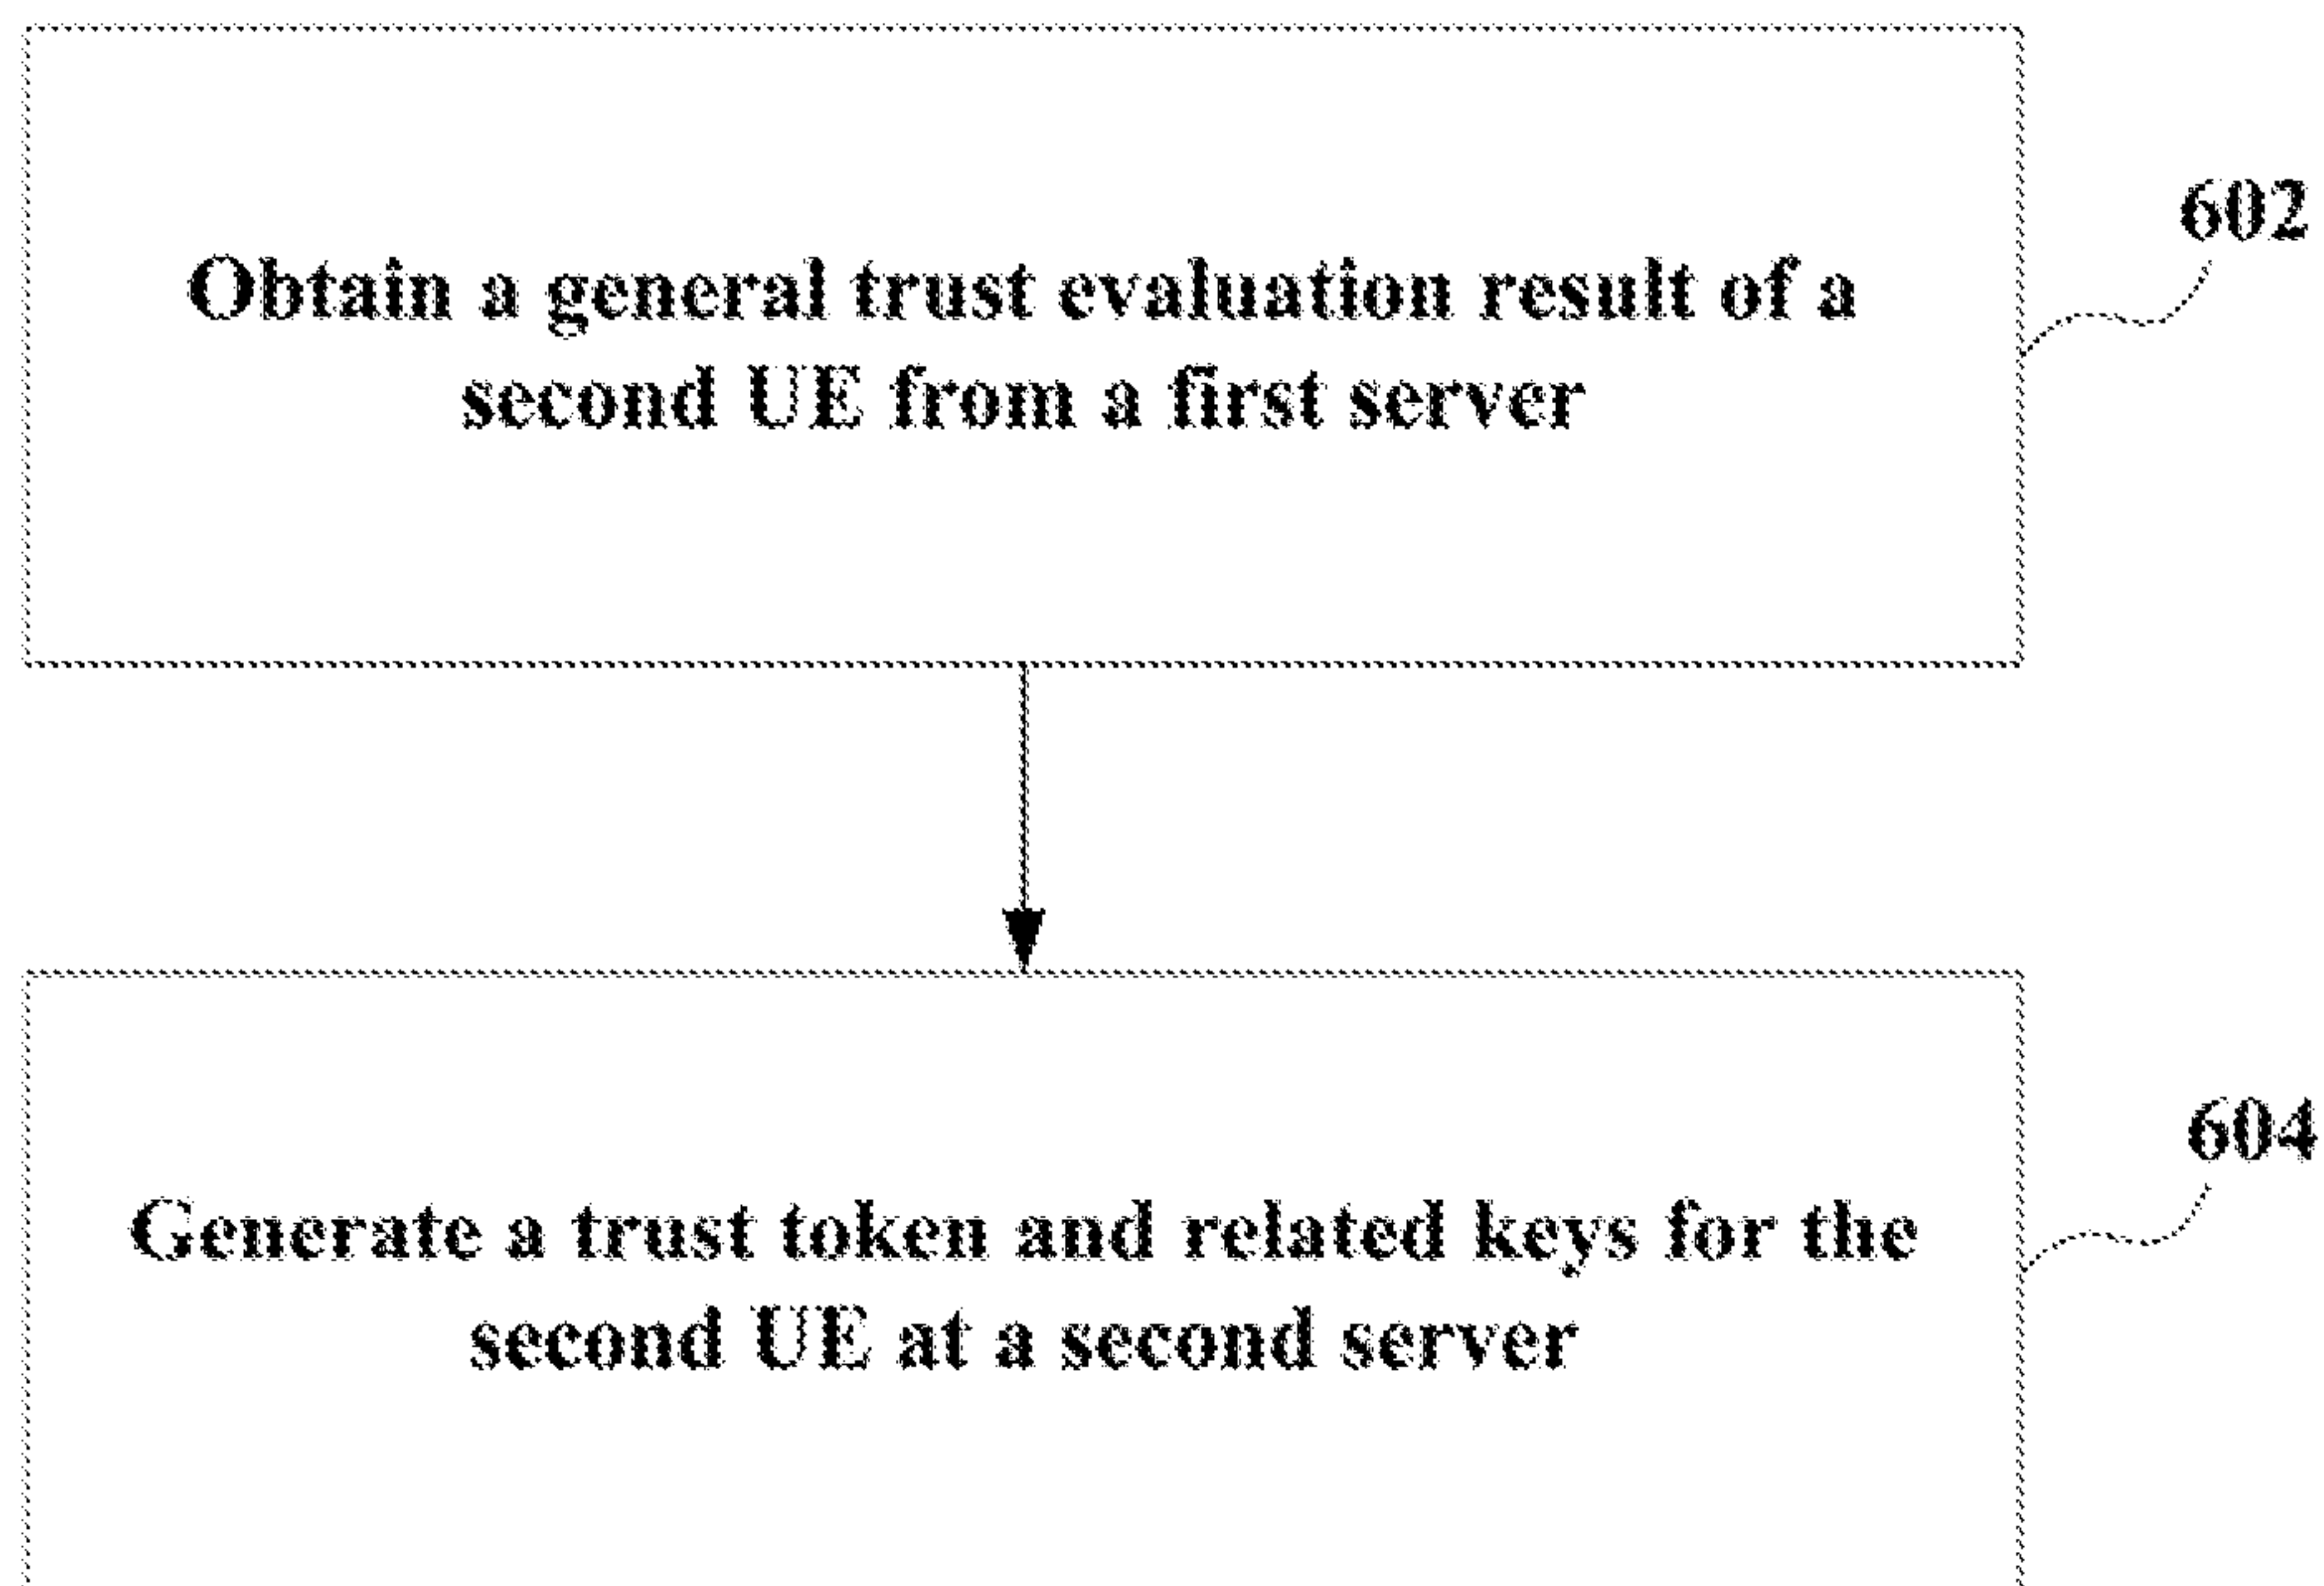 602
Obtain a general trust evaluation result of a
second UE from a first server
604
Generate a trust token and related keys for the
second UE at a second server